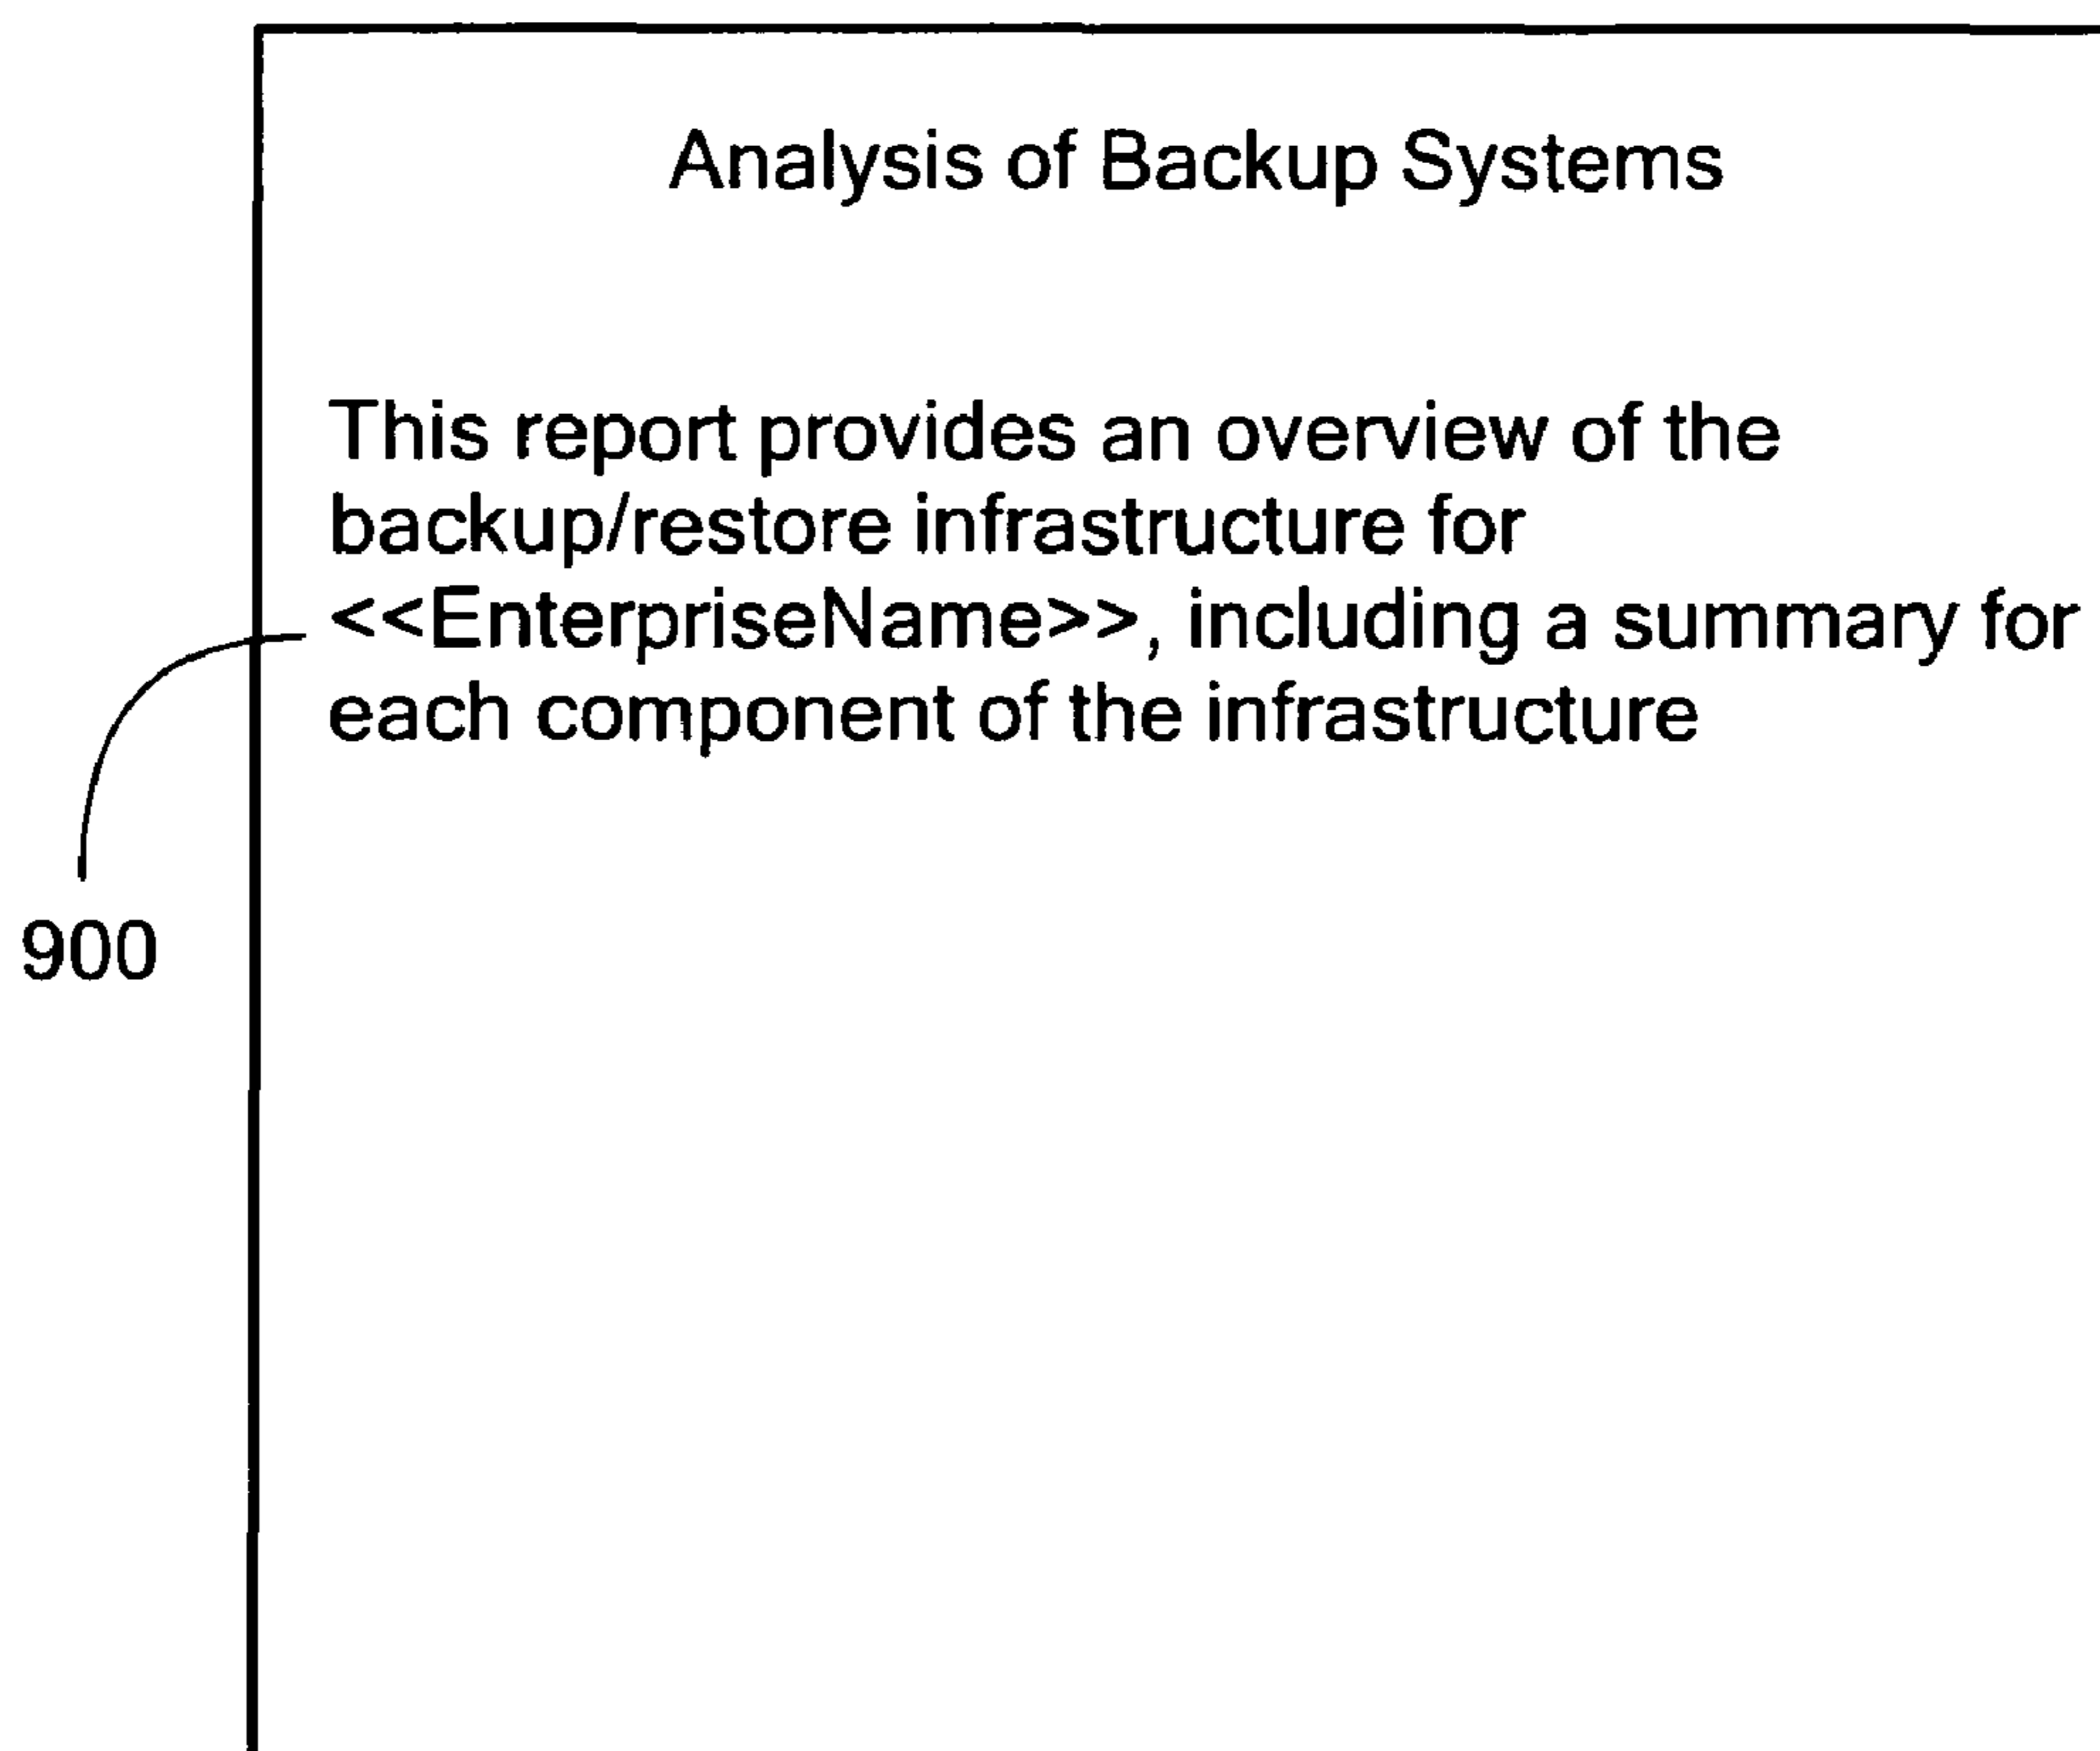 Analysis of Backup Systems
This report provides an overview of the
backup/restore infrastructure for
<<EnterpriseName>>, including a summary for
each component of the infrastructure
900